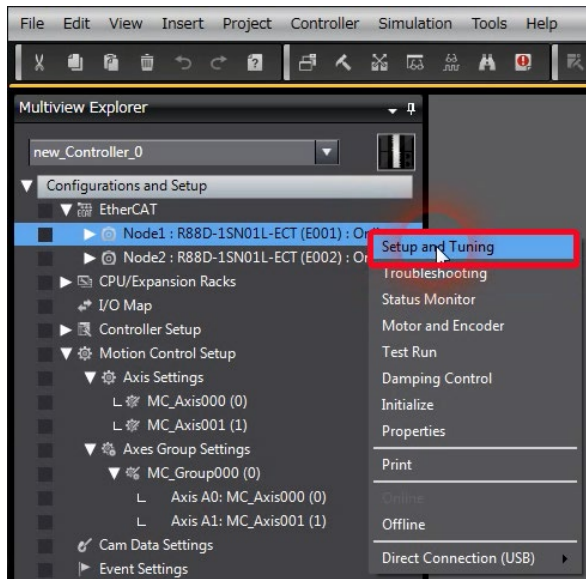 File Edit View Insert Project Controller Simulation Tools Help
Multiview Explorer
new_Controller_0
Configurations and Setup
EtherCAT
Node1 : R88D-1SN01L-ECT (E001) : Onl
Node2 : R88D-1SN01L-ECT (E002) : On
CPU/Expansion Racks
I/O Map
Controller Setup
Motion Control Setup
Axis Settings
MC_Axis000 (0)
MC_Axis001 (1)
Axes Group Settings
MC_Group000 (0)
Axis A0: MC_Axis000 (0)
Axis A1: MC_Axis001 (1)
Cam Data Settings
Event Settings
Setup and Tuning
Troubleshooting
Status Monitor
Motor and Encoder
Test Run
Damping Control
Initialize
Properties
Print
Online
Offline
Direct Connection (USB)